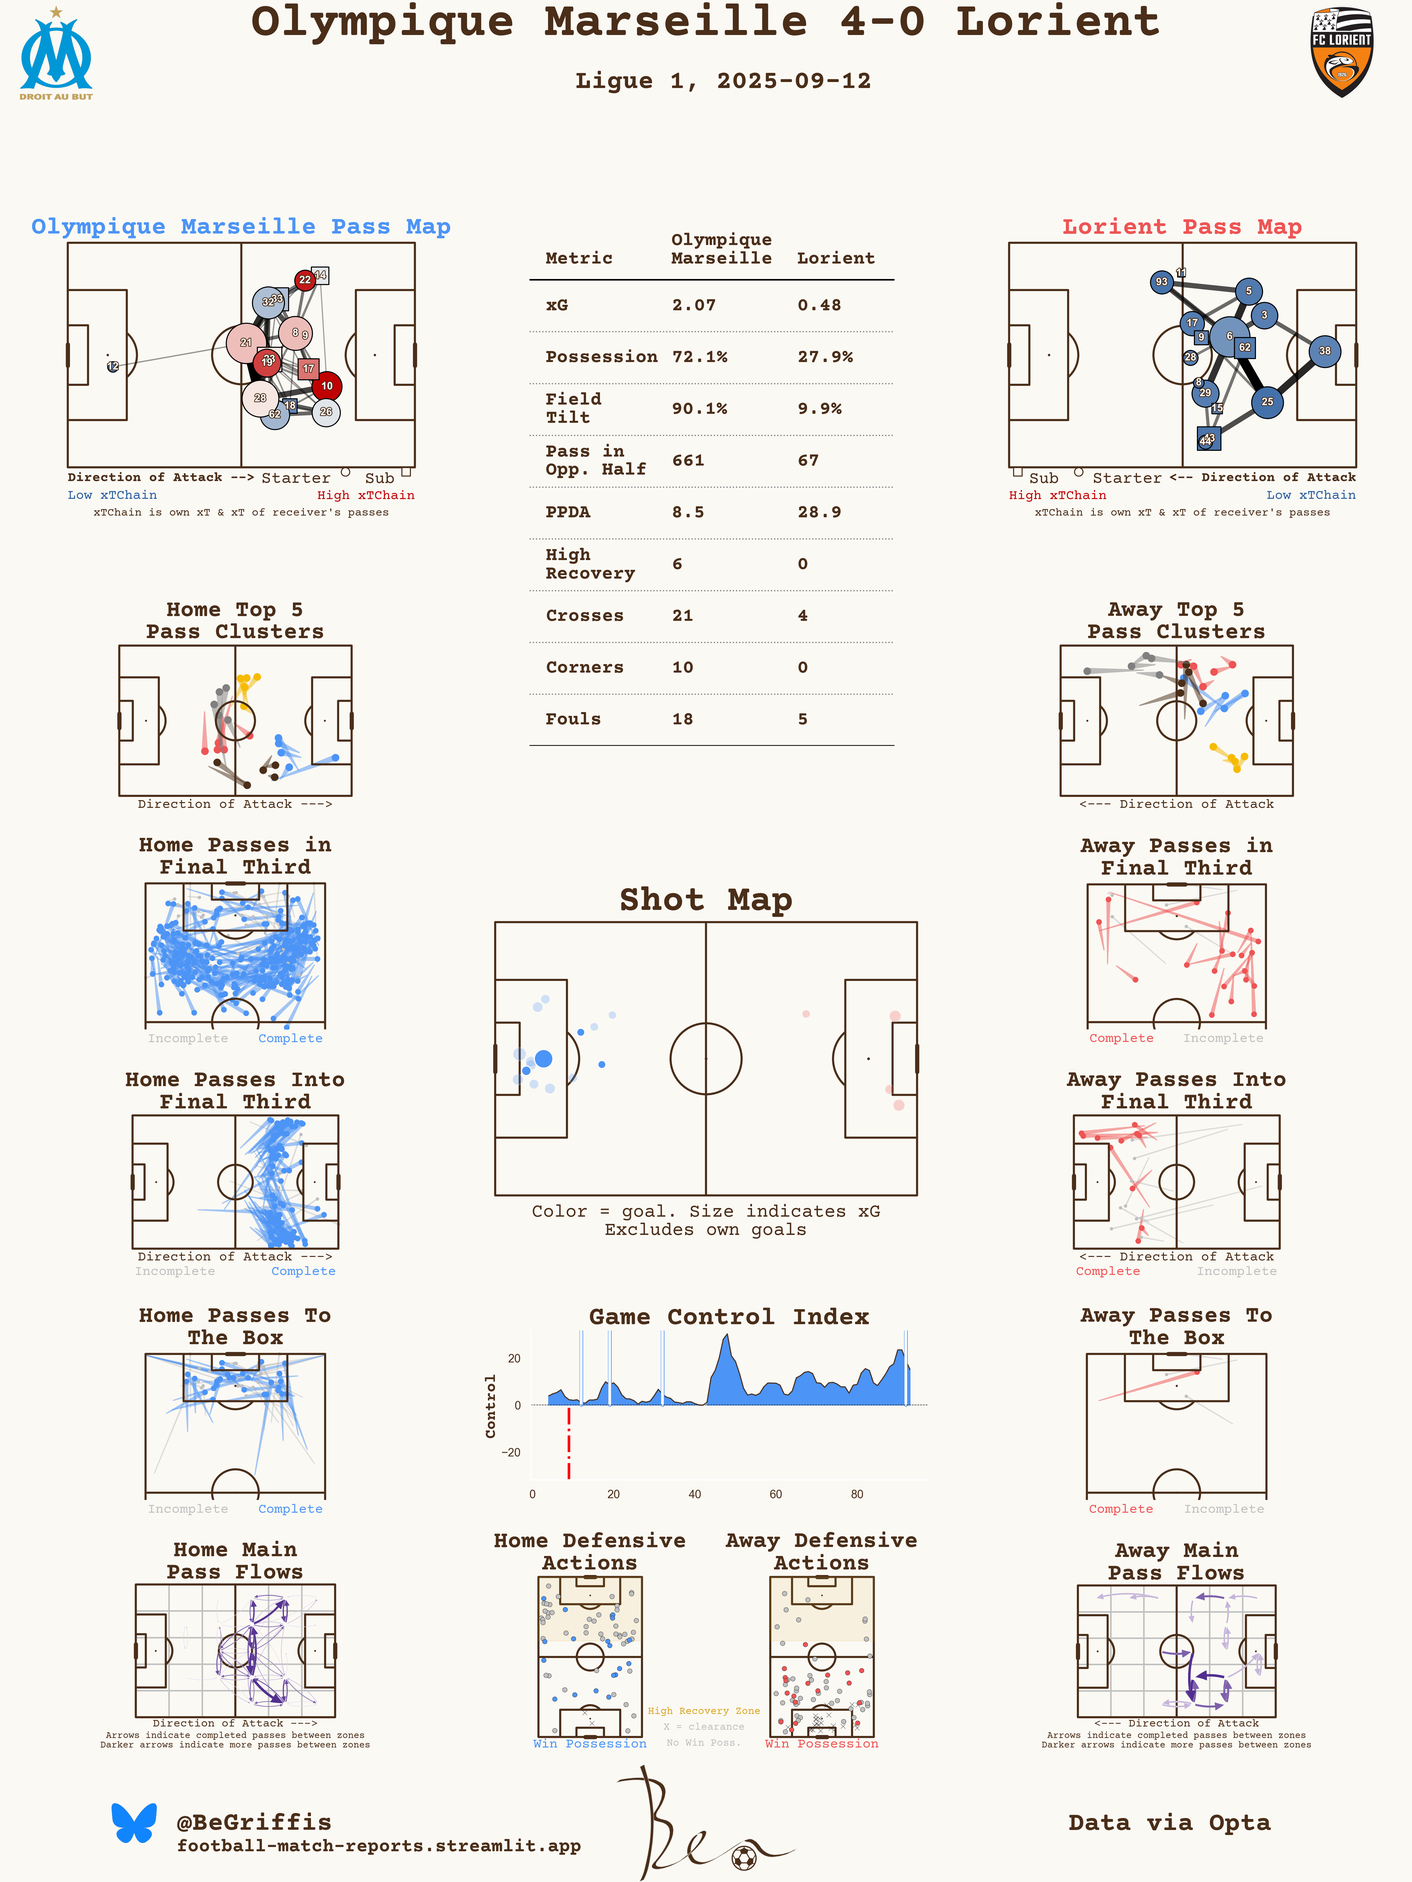 Olympique Marseille 4-0 Lorient
Ligue 1, 2025-09-12
DROIT AU BUT
FC LORIENT
Olympique Marseille Pass Map
22
14
32
33
8
9
21
19
17
12
10
28
18
62
26
Direction of Attack --> Starter Sub
Low xTChain High xTChain
xTChain is own xT & xT of receiver's passes
Metric Olympique Marseille Lorient
xG 2.07 0.48
Possession 72.1% 27.9%
Field Tilt 90.1% 9.9%
Pass in Opp. Half 661 67
PPDA 8.5 28.9
High Recovery 6 0
Crosses 21 4
Corners 10 0
Fouls 18 5
Lorient Pass Map
93
11
5
3
17
9
6
62
38
28
8
29
25
15
44
Sub Starter <-- Direction of Attack
High xTChain Low xTChain
xTChain is own xT & xT of receiver's passes
Home Top 5
Pass Clusters
Direction of Attack --->
Away Top 5
Pass Clusters
<--- Direction of Attack
Home Passes in
Final Third
Incomplete Complete
Away Passes in
Final Third
Complete Incomplete
Shot Map
Color = goal. Size indicates xG
Excludes own goals
Home Passes Into
Final Third
Direction of Attack --->
Incomplete Complete
Away Passes Into
Final Third
<--- Direction of Attack
Complete Incomplete
Home Passes To
The Box
Incomplete Complete
Game Control Index
Control
20
0
−20
0 20 40 60 80
Away Passes To
The Box
Complete Incomplete
Home Main
Pass Flows
Direction of Attack --->
Arrows indicate completed passes between zones
Darker arrows indicate more passes between zones
Home Defensive
Actions
Win Possession
High Recovery Zone
X = clearance
No Win Poss.
Away Defensive
Actions
Win Possession
Away Main
Pass Flows
<--- Direction of Attack
Arrows indicate completed passes between zones
Darker arrows indicate more passes between zones
@BeGriffis
football-match-reports.streamlit.app
Ben
Data via Opta